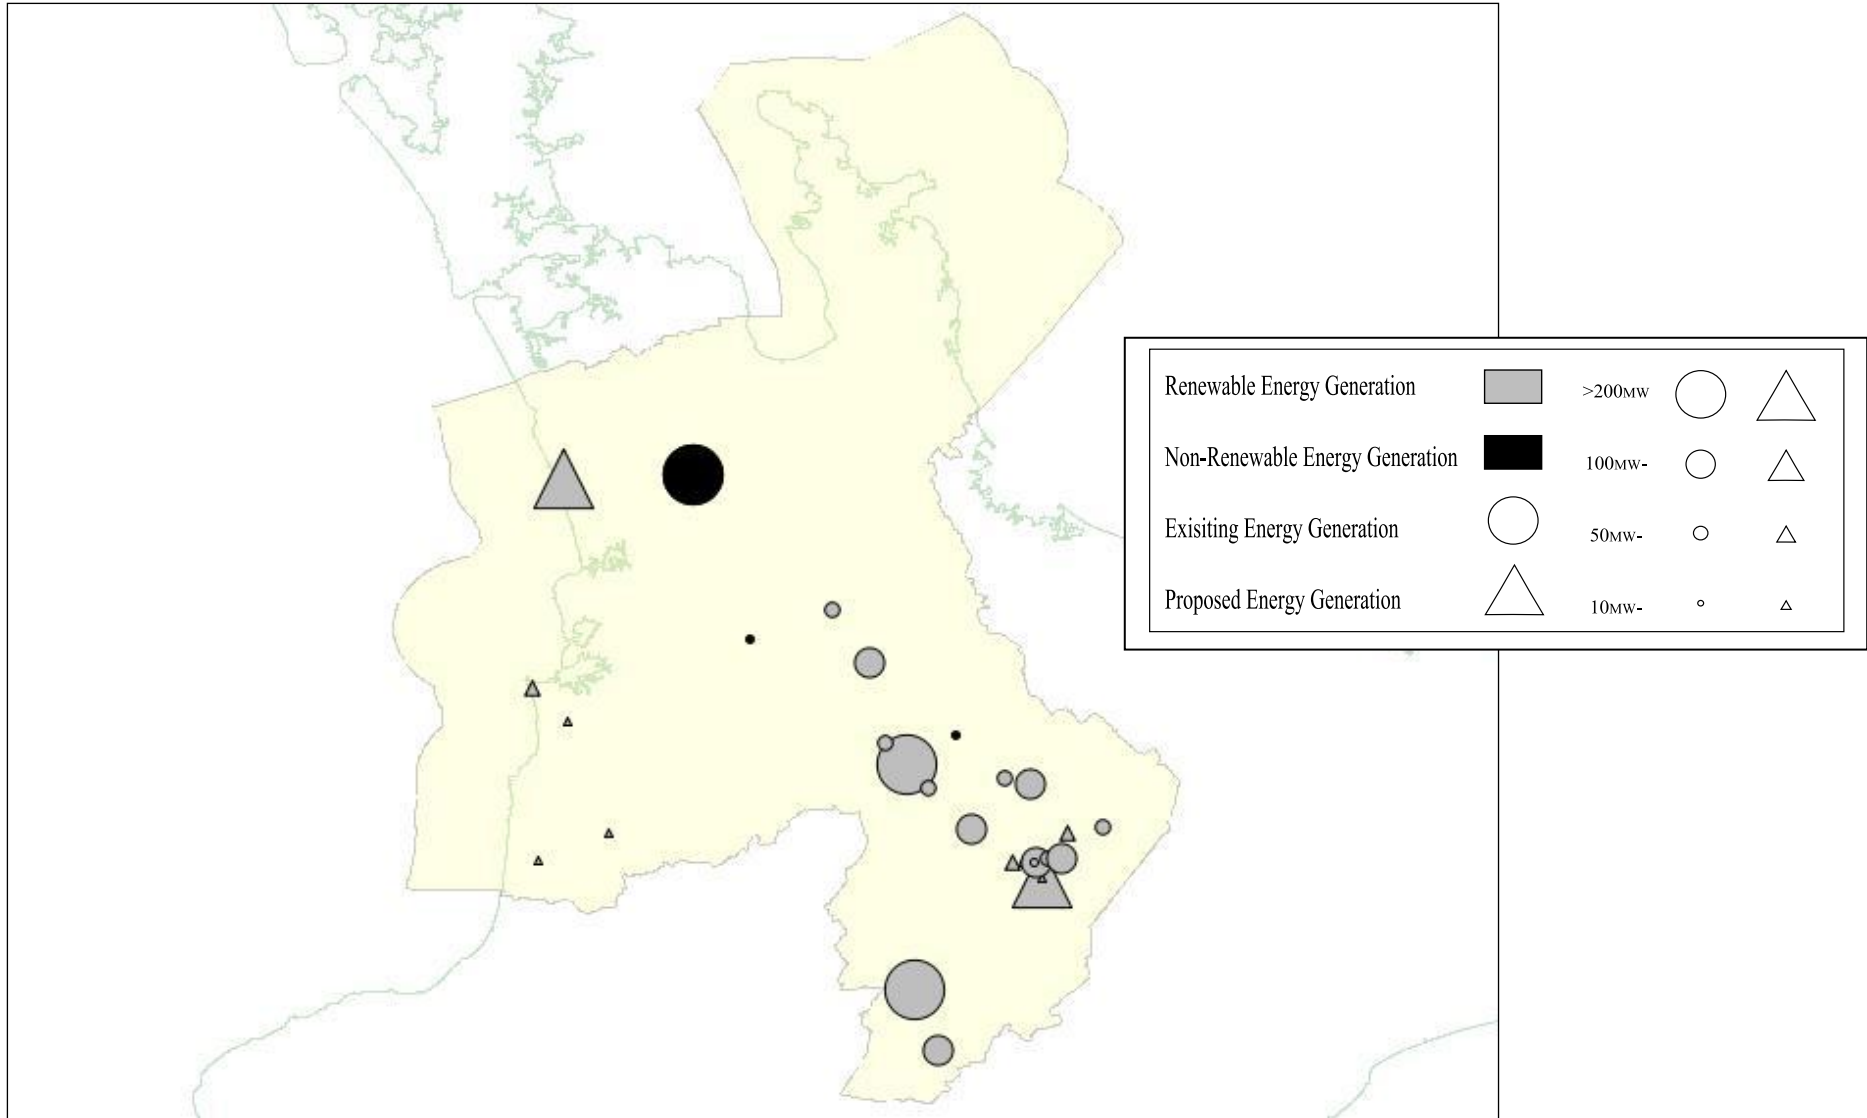 Renewable Energy Generation >200MW
Non-Renewable Energy Generation 100MW-
Exisiting Energy Generation 50MW-
Proposed Energy Generation 10MW-